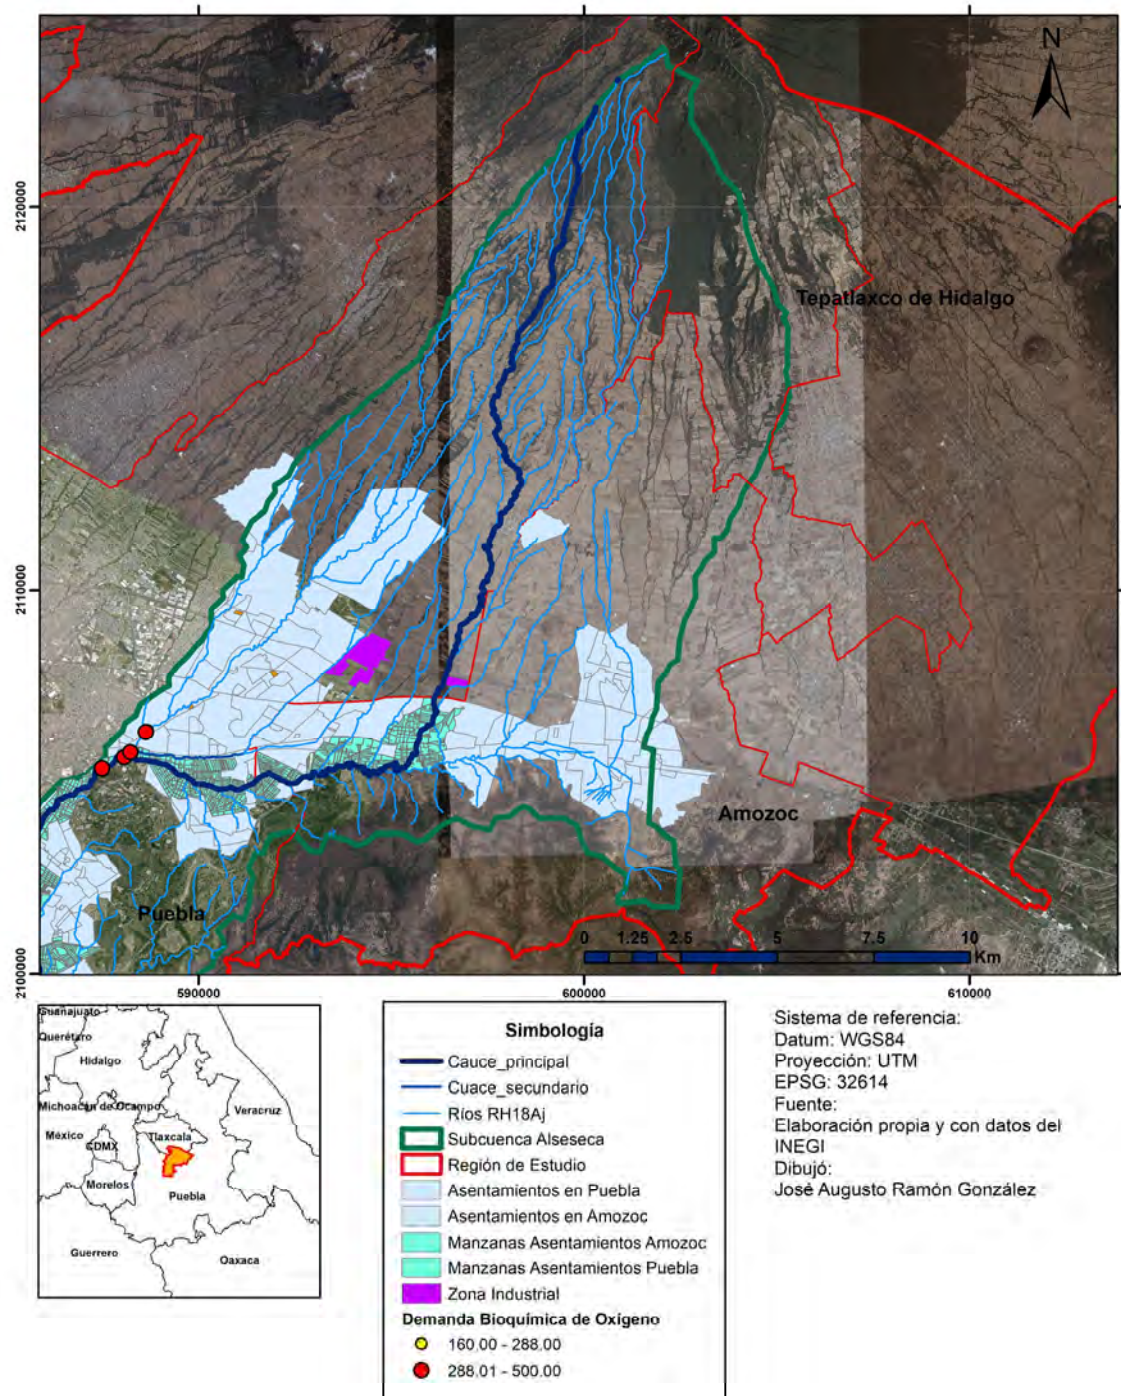 N
2120000
Tepatlaxco de Hidalgo
2110000
Amozoc
Puebla
0 1.25 2.5 5 7.5 10
Km
2100000
590000 600000 610000
Guanajuato
Querétaro
Hidalgo
Michoacán de Ocampo
Veracruz
México
CDMX
Tlaxcala
Morelos
Puebla
Guerrero
Oaxaca
Simbología
Cauce_principal
Cuace_secundario
Ríos RH18Aj
Subcuenca Alseseca
Región de Estudio
Asentamientos en Puebla
Asentamientos en Amozoc
Manzanas Asentamientos Amozoc
Manzanas Asentamientos Puebla
Zona Industrial
Demanda Bioquímica de Oxígeno
160.00 - 288.00
288.01 - 500.00
Sistema de referencia:
Datum: WGS84
Proyección: UTM
EPSG: 32614
Fuente:
Elaboración propia y con datos del
INEGI
Dibujó:
José Augusto Ramón González